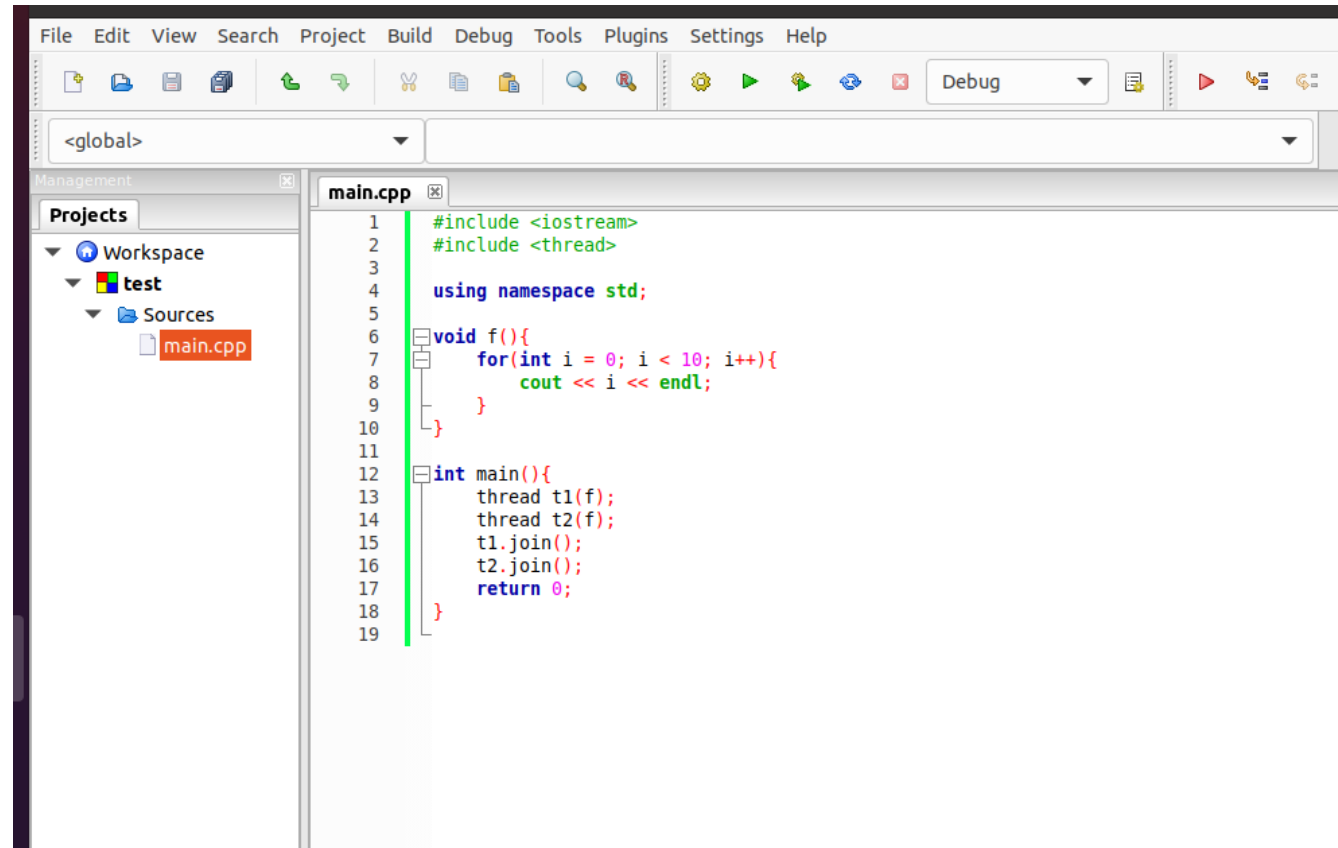 File Edit View Search Project Build Debug Tools Plugins Settings Help
Debug
<global>
Management
Projects
Workspace
test
Sources
main.cpp
main.cpp
1 #include <iostream>
2 #include <thread>
3
4 using namespace std;
5
6 void f(){
7     for(int i = 0; i < 10; i++){
8         cout << i << endl;
9     }
10 }
11
12 int main(){
13     thread t1(f);
14     thread t2(f);
15     t1.join();
16     t2.join();
17     return 0;
18 }
19